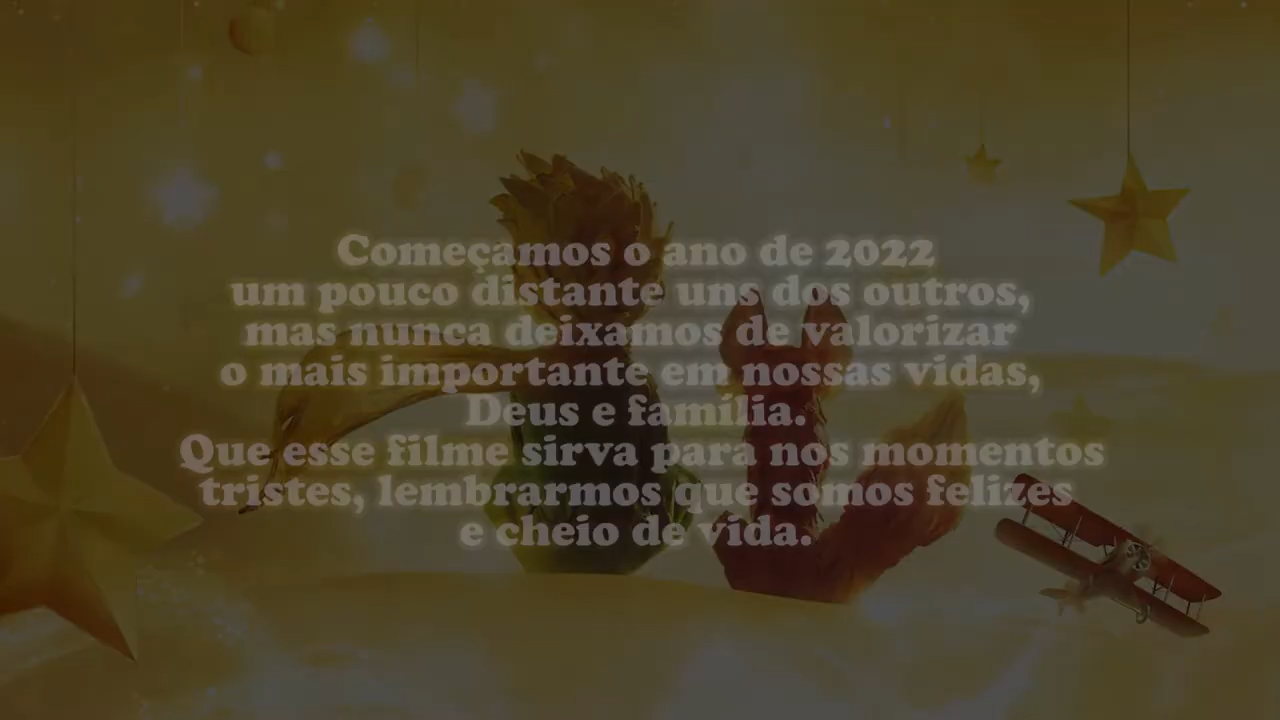 Começamos o ano de 2022
um pouco distante uns dos outros,
mas nunca deixamos de valorizar
o mais importante em nossas vidas,
Deus e família.
Que esse filme sirva para nos momentos
tristes, lembrarmos que somos felizes
e cheio de vida.